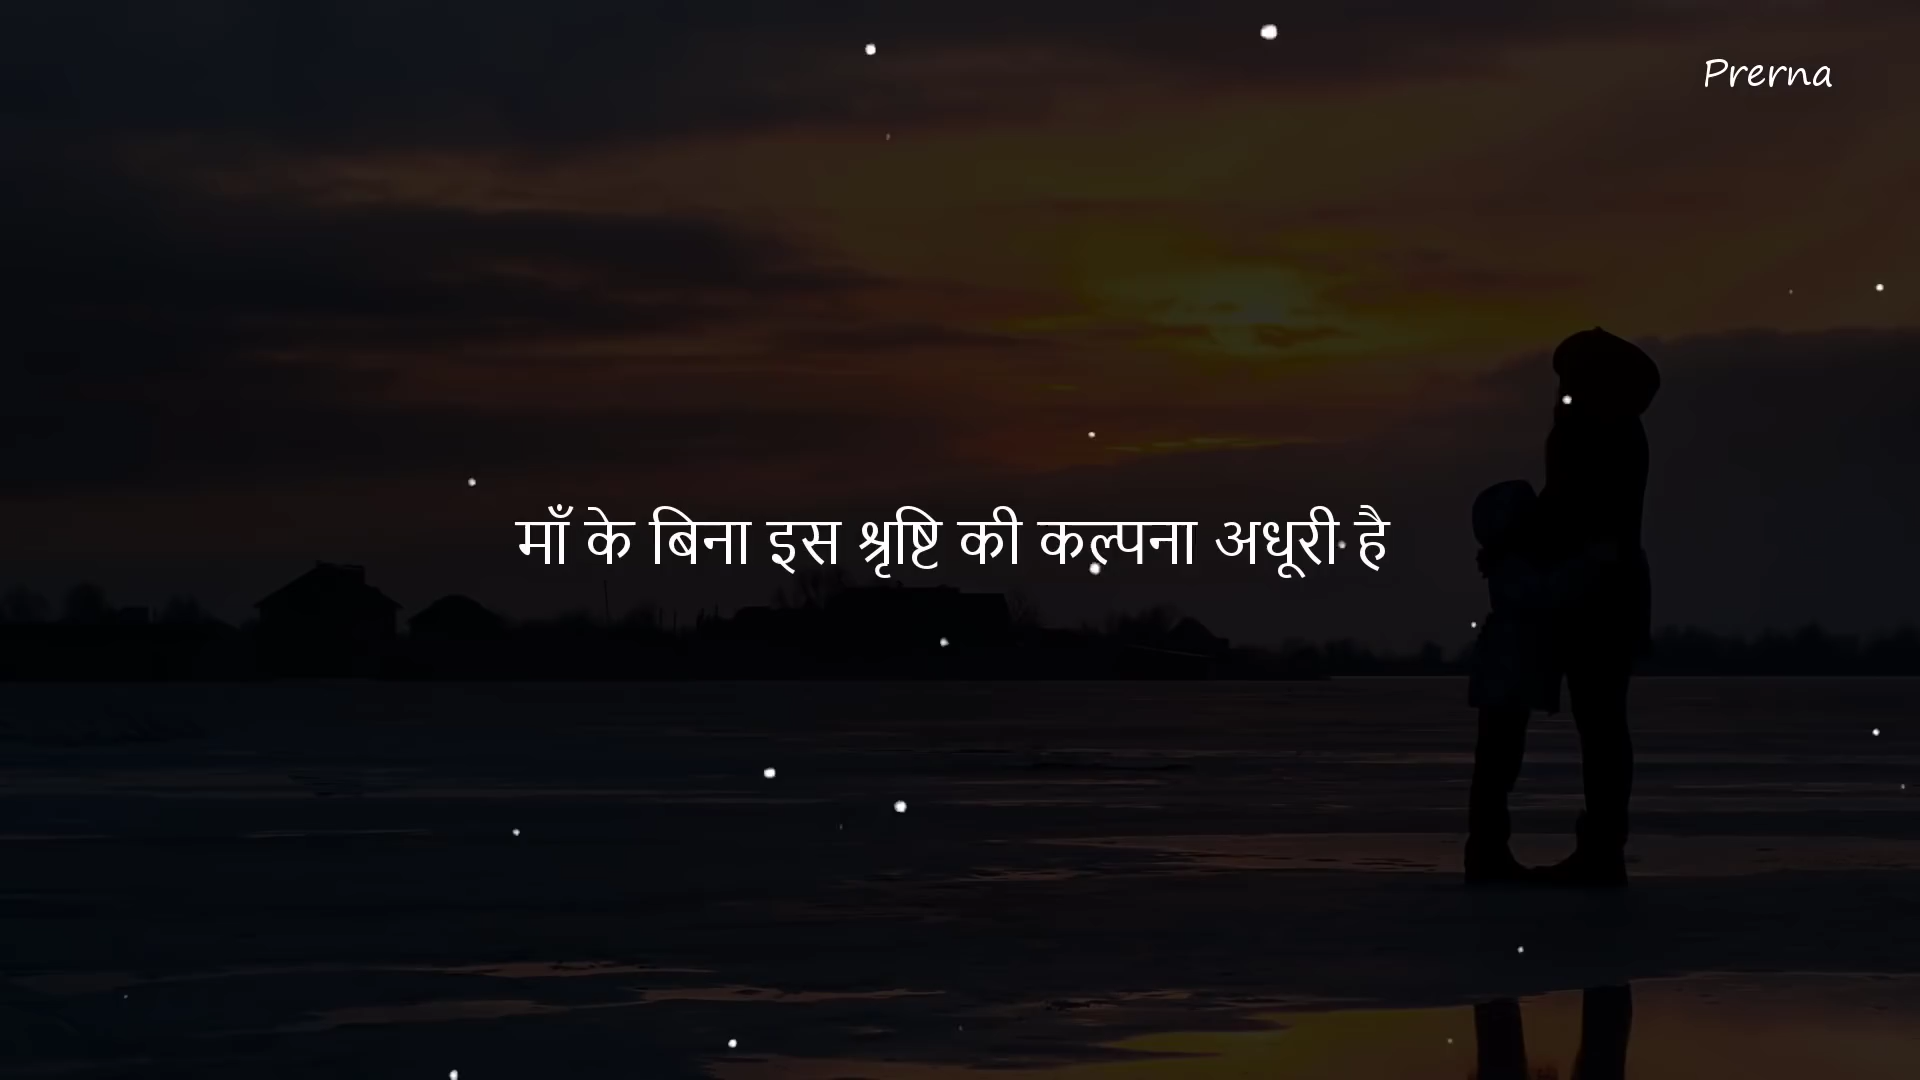 Prerna
माँ के बिना इस श्रृष्टि की कल्पना अधूरी है